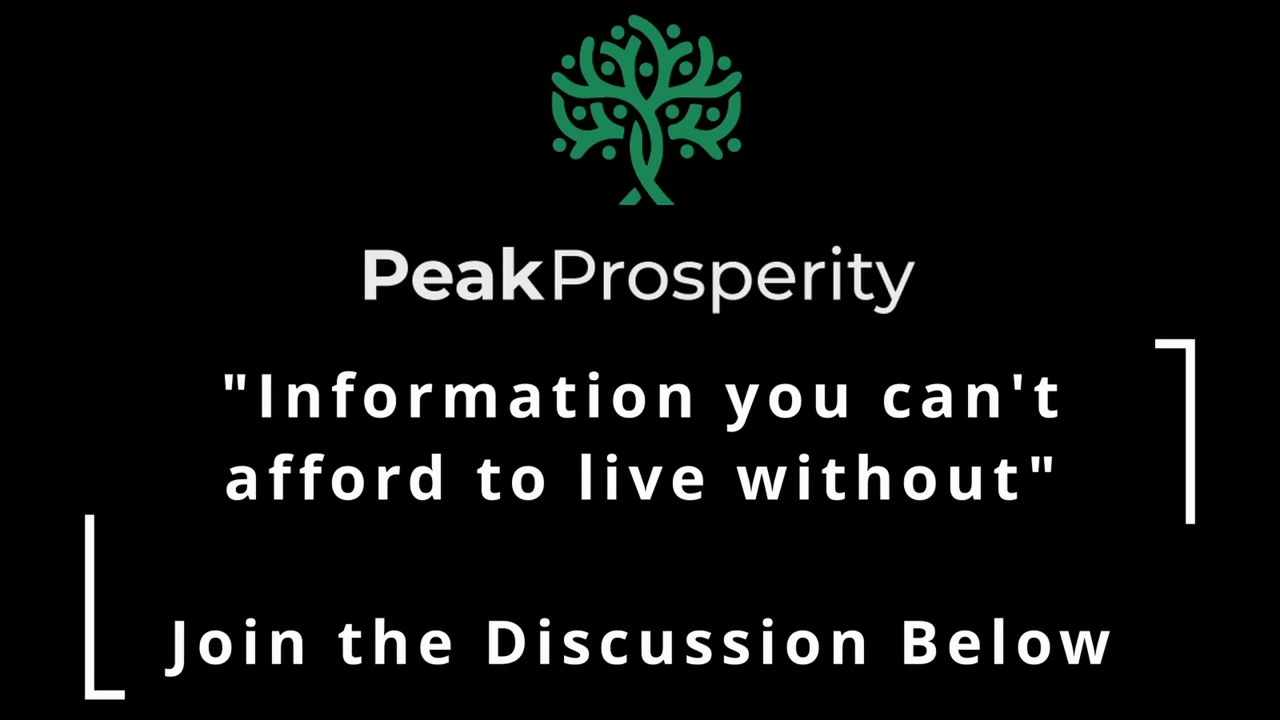 PeakProsperity
"Information you can't
afford to live without"
Join the Discussion Below